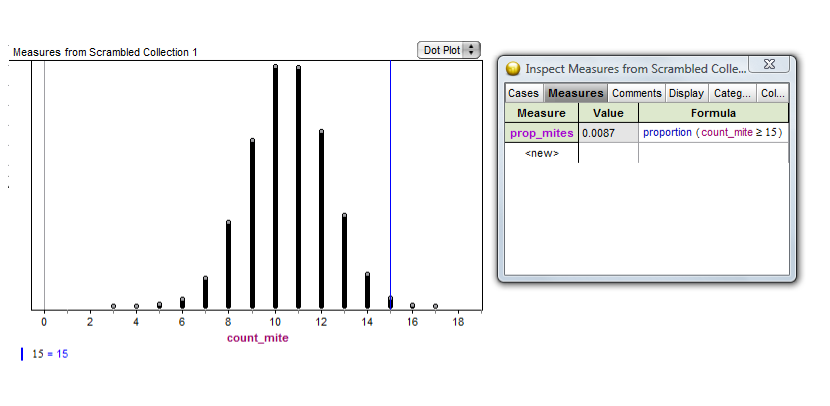 Measures from Scrambled Collection 1
Dot Plot
0 2 4 6 8 10 12 14 16 18
count_mite
15 = 15
Inspect Measures from Scrambled Colle...
Cases Measures Comments Display Categ... Col...
Measure Value Formula
prop_mites 0.0087 proportion (count_mite ≥ 15)
<new>